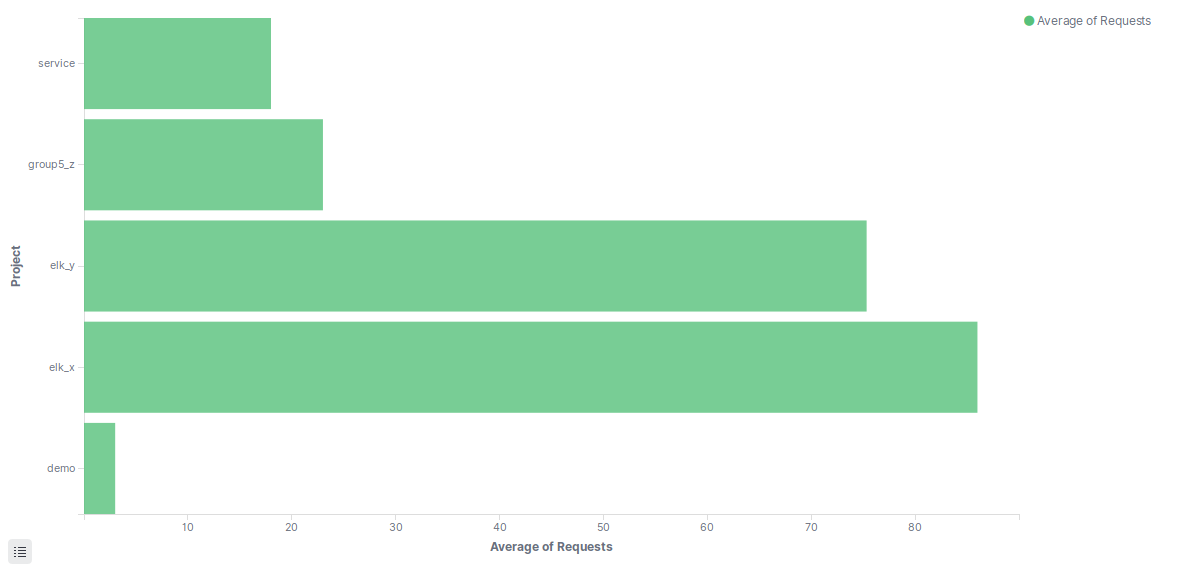 Average of Requests
service
group5_z
elk_y
elk_x
demo
Project
10 20 30 40 50 60 70 80
Average of Requests